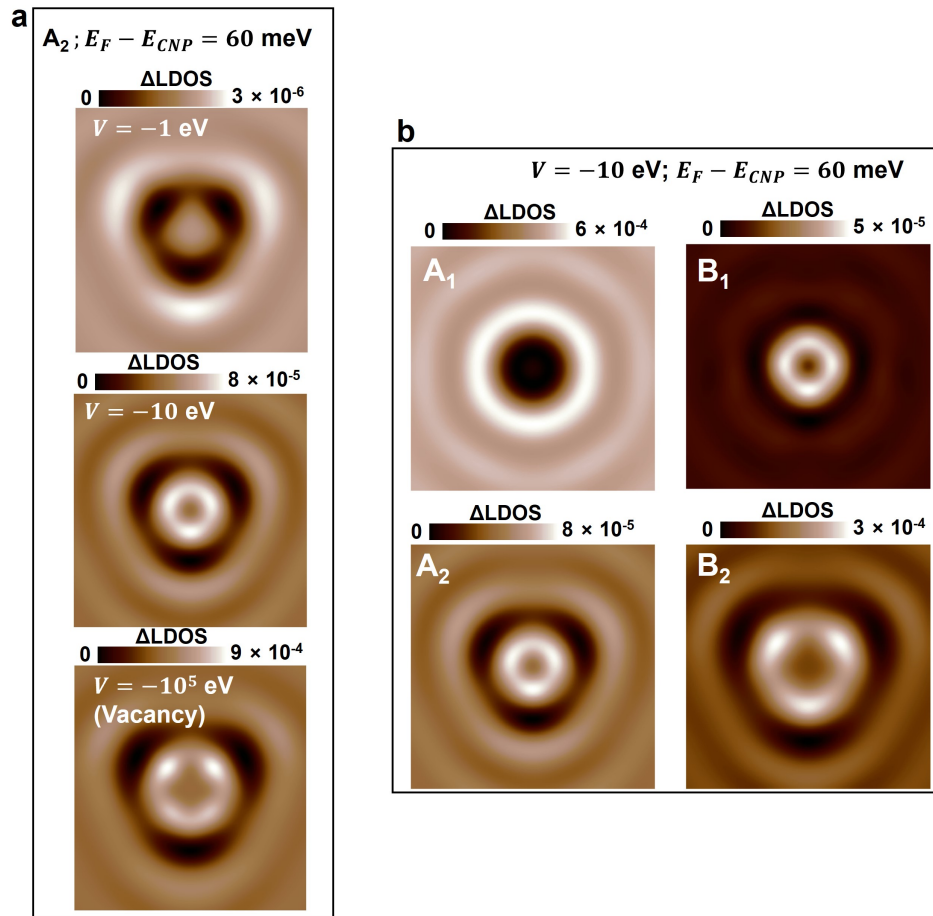 a
A₂ ; E_F − E_CNP = 60 meV
ΔLDOS
0 3 × 10⁻⁶
V = −1 eV
ΔLDOS
0 8 × 10⁻⁵
V = −10 eV
ΔLDOS
0 9 × 10⁻⁴
V = −10⁵ eV
(Vacancy)
b
V = −10 eV; E_F − E_CNP = 60 meV
ΔLDOS
0 6 × 10⁻⁴
A₁
ΔLDOS
0 5 × 10⁻⁵
B₁
ΔLDOS
0 8 × 10⁻⁵
A₂
ΔLDOS
0 3 × 10⁻⁴
B₂